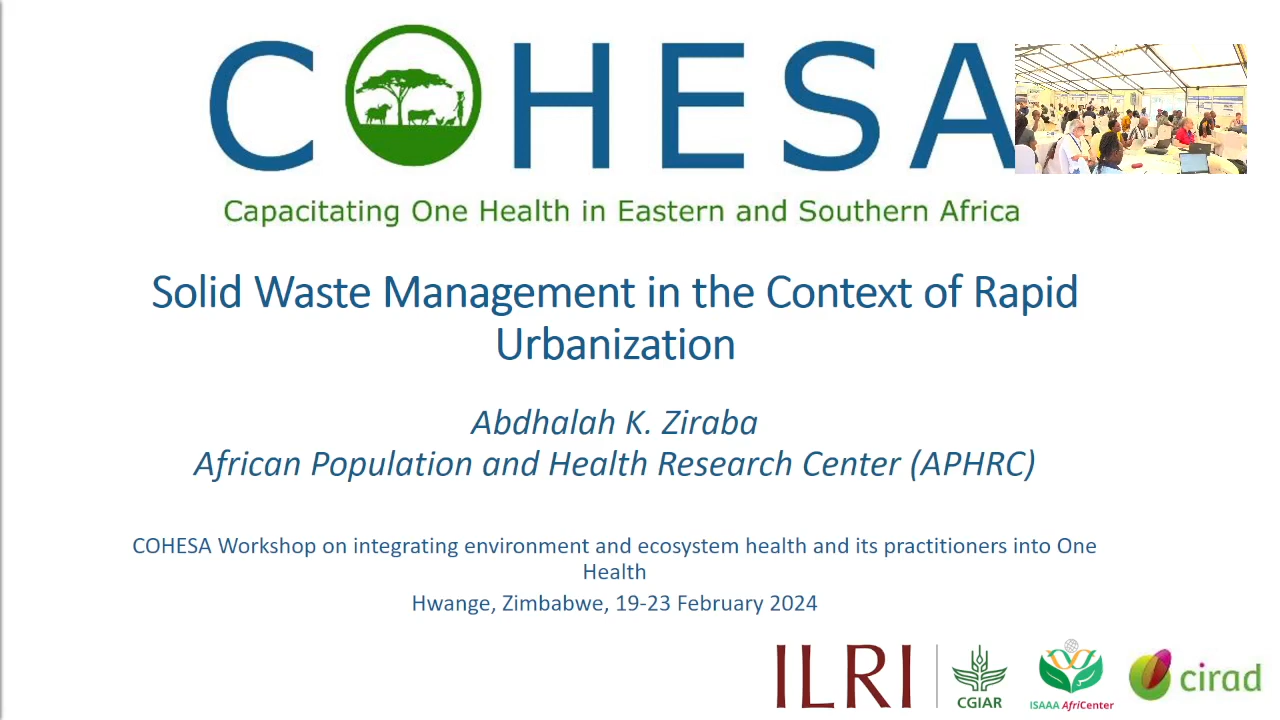 COHESA
Capacitating One Health in Eastern and Southern Africa
Solid Waste Management in the Context of Rapid
Urbanization
Abdhalah K. Ziraba
African Population and Health Research Center (APHRC)
COHESA Workshop on integrating environment and ecosystem health and its practitioners into One
Health
Hwange, Zimbabwe, 19-23 February 2024
ILRI
CGIAR
ISAAA AfriCenter
cirad